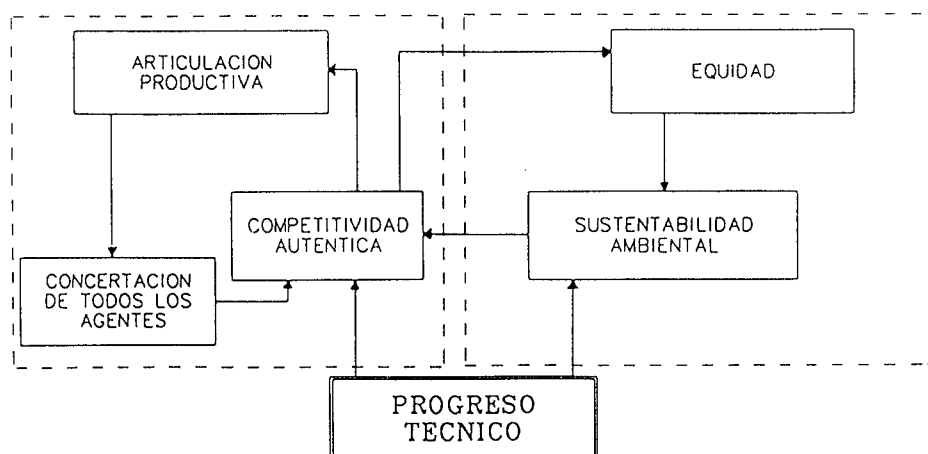 ARTICULACION
PRODUCTIVA
EQUIDAD
COMPETITIVIDAD
AUTENTICA
SUSTENTABILIDAD
AMBIENTAL
CONCERTACION
DE TODOS LOS
AGENTES
PROGRESO
TECNICO